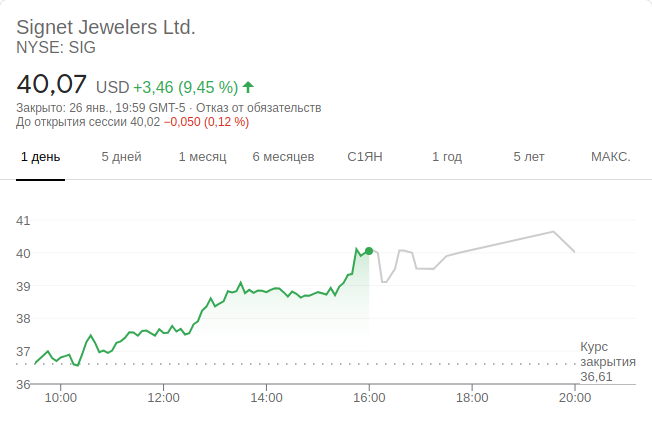 Signet Jewelers Ltd.
NYSE: SIG
40,07 USD +3,46 (9,45 %)
Закрыто: 26 янв., 19:59 GMT-5 · Отказ от обязательств
До открытия сессии 40,02 −0,050 (0,12 %)
1 день 5 дней 1 месяц 6 месяцев С1ЯН 1 год 5 лет МАКС.
41
40
39
38
37
36
Курс
закрытия
36,61
10:00 12:00 14:00 16:00 18:00 20:00